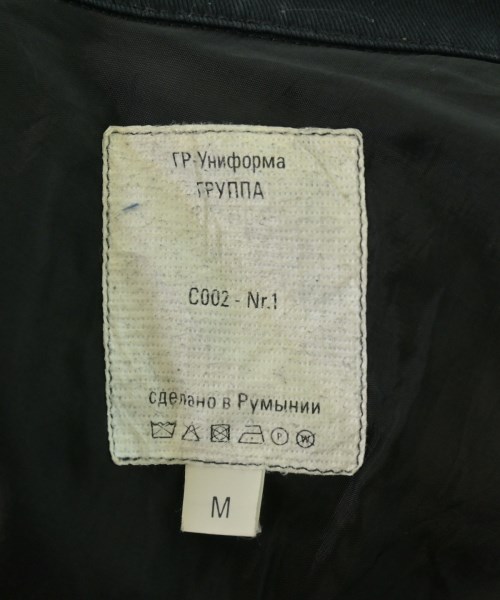 ГР-Униформа
ГРУППА
C002 - Nr.1
сделано в Румынии
P W
M